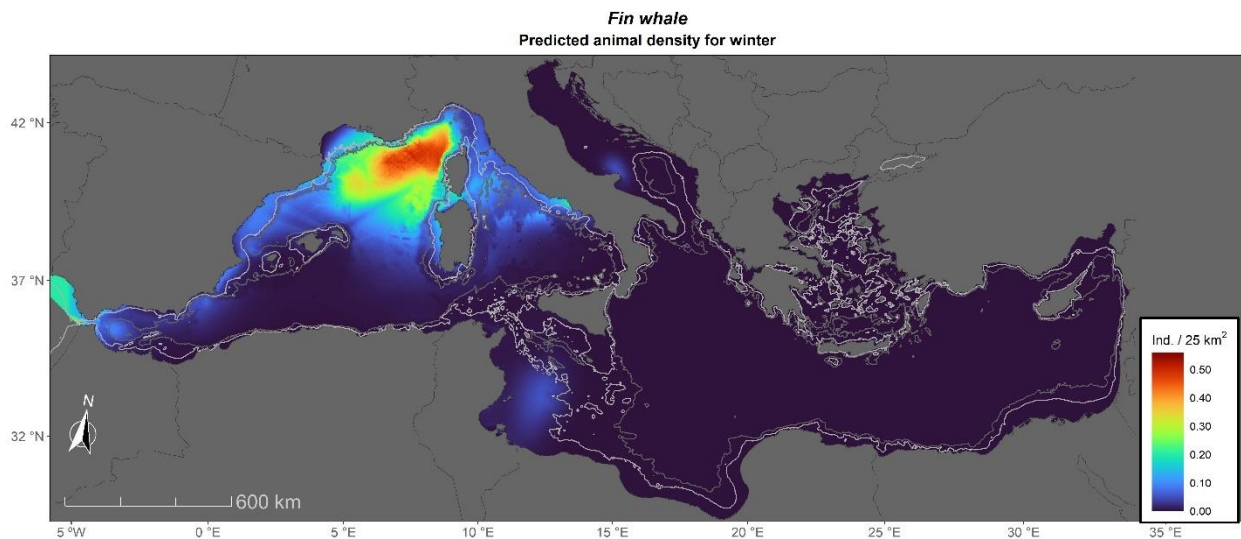 Fin whale
Predicted animal density for winter
42 °N
37 °N
32 °N
N
600 km
5 °W 0 °E 5 °E 10 °E 15 °E 20 °E 25 °E 30 °E 35 °E
Ind. / 25 km²
0.50
0.40
0.30
0.20
0.10
0.00